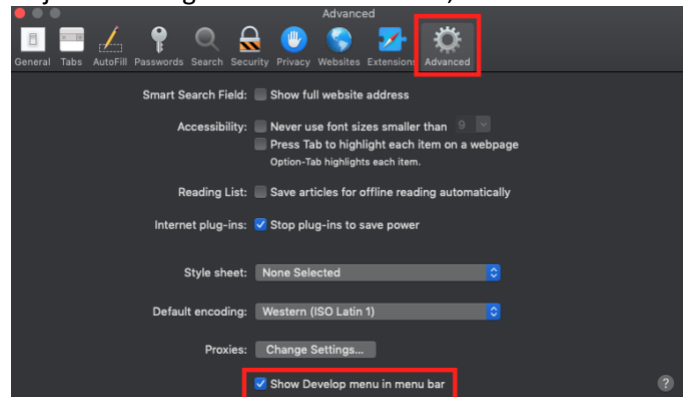 Advanced
General Tabs AutoFill Passwords Search Security Privacy Websites Extensions Advanced
Smart Search Field: Show full website address
Accessibility: Never use font sizes smaller than 9
Press Tab to highlight each item on a webpage
Option-Tab highlights each item.
Reading List: Save articles for offline reading automatically
Internet plug-ins: Stop plug-ins to save power
Style sheet: None Selected
Default encoding: Western (ISO Latin 1)
Proxies: Change Settings...
Show Develop menu in menu bar ?